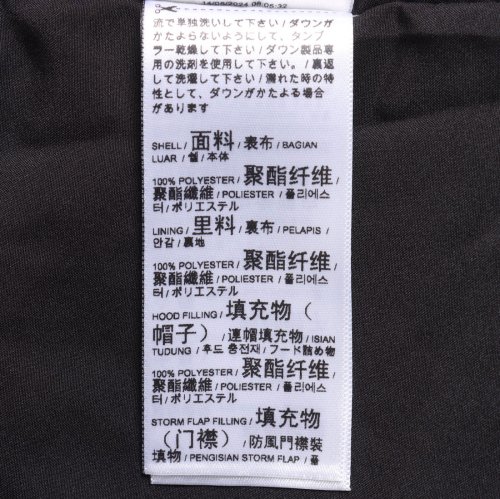 14/05/2024 08:05:32
流で単独洗いして下さい/ダウンが
かたよらないようにして、タンブ
ラー乾燥して下さい/ダウン製品専
用の洗剤を使用して下さい。/裏返
して洗濯して下さい/濡れた時の特
性として、ダウンがかたよる場合
があります
SHELL / 面料 / 表布 / BAGIAN
LUAR / 쉘 / 本体
100% POLYESTER / 聚酯纤维 /
聚酯纖維 / POLIESTER / 폴리에스
터 / ポリエステル
LINING / 里料 / 裏布 / PELAPIS /
안감 / 裏地
100% POLYESTER / 聚酯纤维 /
聚酯纖維 / POLIESTER / 폴리에스
터 / ポリエステル
HOOD FILLING / 填充物（
帽子） / 連帽填充物 / ISIAN
TUDUNG / 후드 충전재 / フード詰め物
100% POLYESTER / 聚酯纤维 /
聚酯纖維 / POLIESTER / 폴리에스
터 / ポリエステル
STORM FLAP FILLING / 填充物
（门襟） / 防風門襟裝
填物 / PENGISIAN STORM FLAP / 플